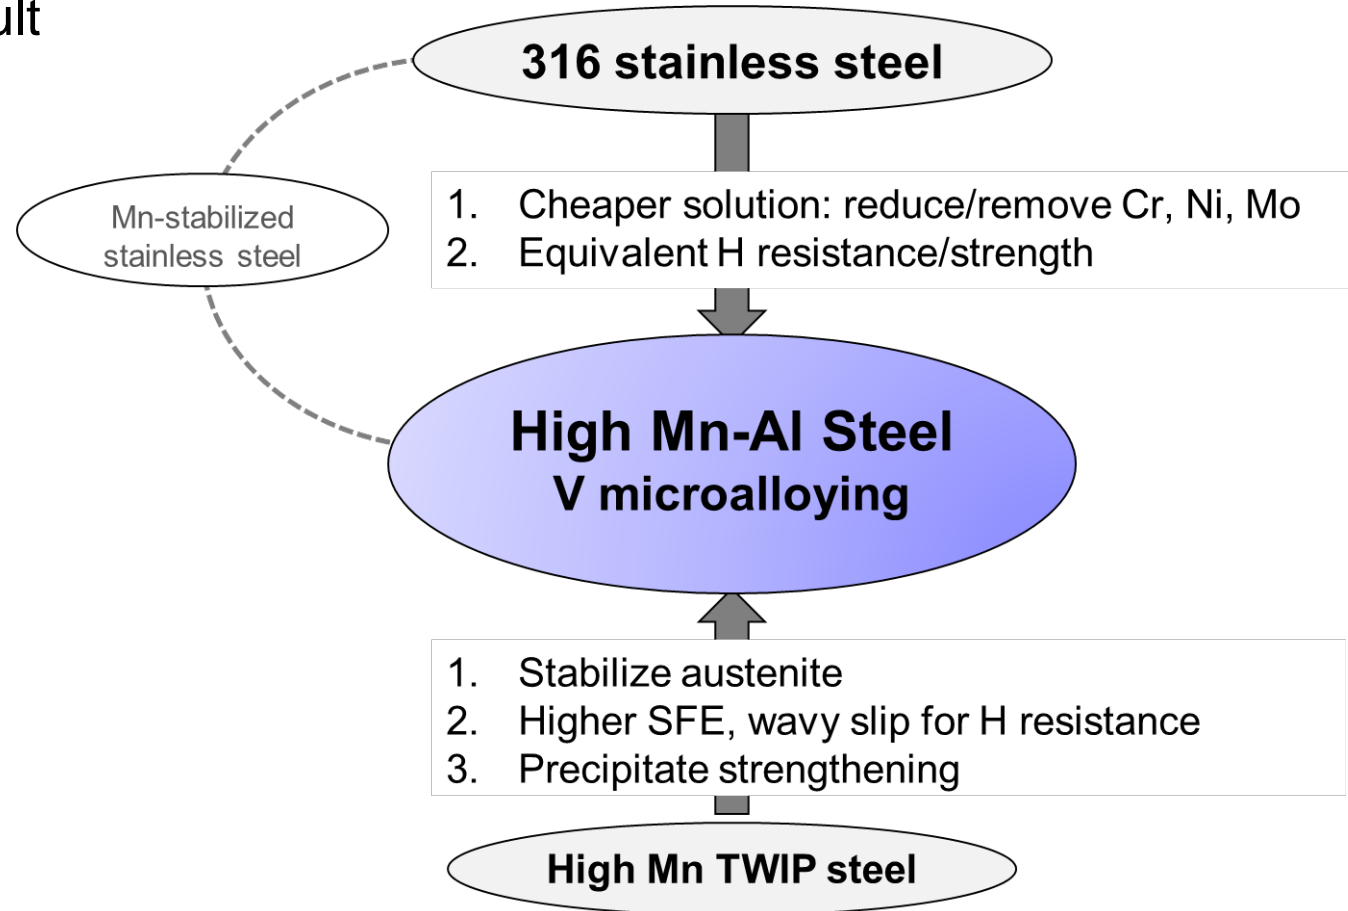 ult
316 stainless steel
Mn-stabilized
stainless steel
1. Cheaper solution: reduce/remove Cr, Ni, Mo
2. Equivalent H resistance/strength
High Mn-Al Steel
V microalloying
1. Stabilize austenite
2. Higher SFE, wavy slip for H resistance
3. Precipitate strengthening
High Mn TWIP steel